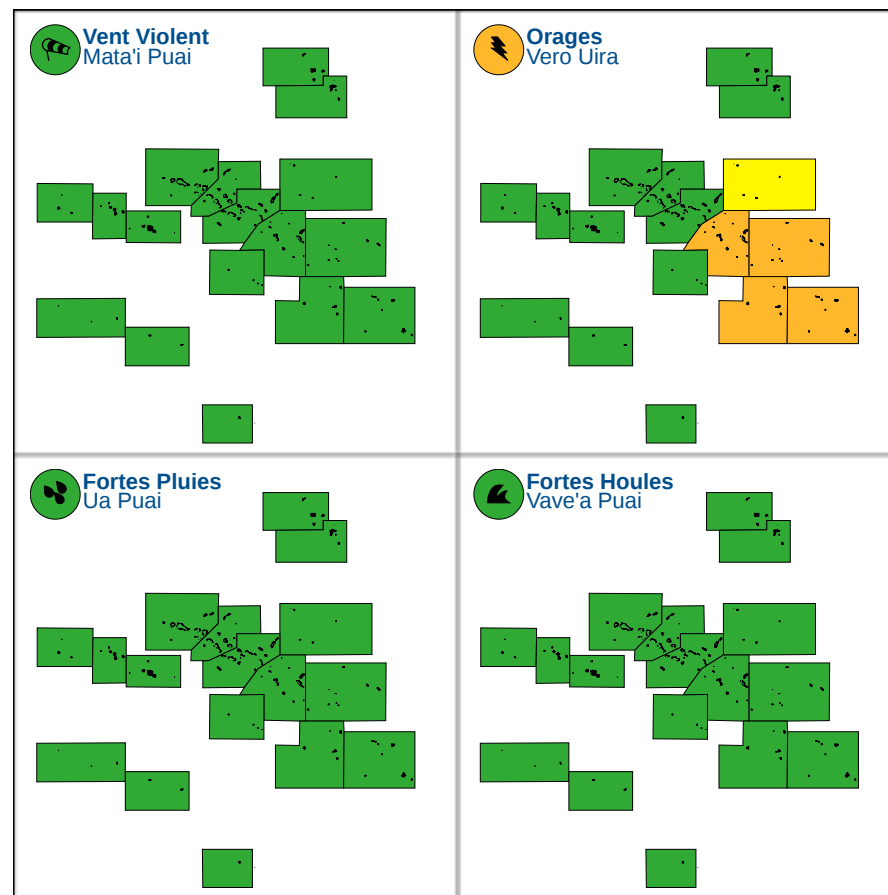 Vent Violent
Mata'i Puai
Orages
Vero Uira
Fortes Pluies
Ua Puai
Fortes Houles
Vave'a Puai